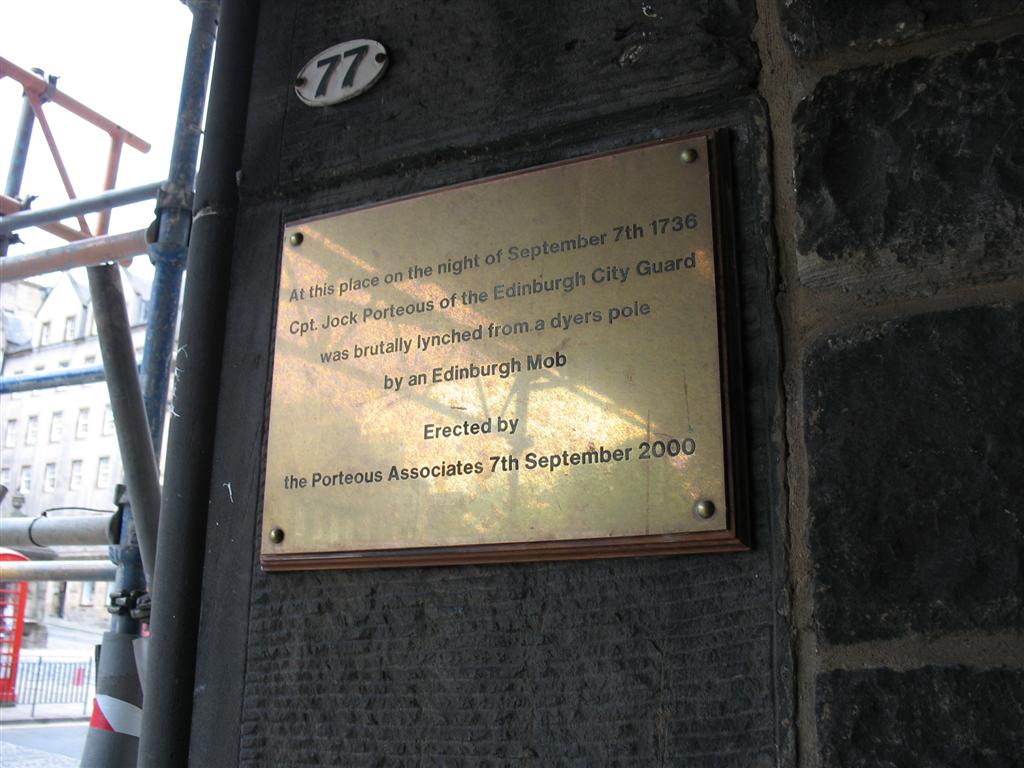 77
At this place on the night of September 7th 1736
Cpt. Jock Porteous of the Edinburgh City Guard
was brutally lynched from a dyers pole
by an Edinburgh Mob
Erected by
the Porteous Associates 7th September 2000